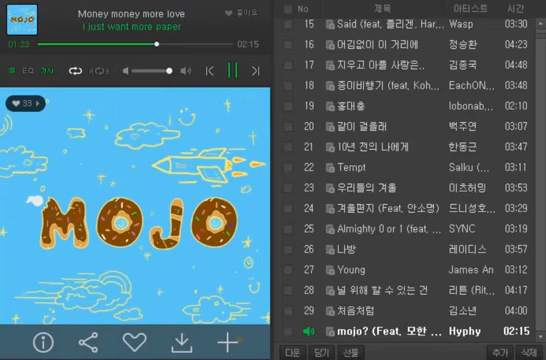 MOJO
Money money more love
I just want more paper
좋아요
01:23
02:15
EQ 가사
33
MOJO
No 제목 아티스트 시간
15 Said (feat, 플리겐, Har... Wasp 03:30
16 어김없이 이 거리에 정승환 04:23
17 지우고 아플 사랑은.. 김종국 04:48
18 종이비행기 (feat, Koh... EachON... 03:48
19 홍대출 lobonab... 02:10
20 같이 걸을래 백주연 03:07
21 10년 전의 나에게 한동근 03:47
22 Tempt Salku (... 03:11
23 우리들의 겨울 이츠허밍 03:53
24 겨울편지 (Feat, 안소명) 드니성호... 03:29
25 Almighty 0 or 1 (feat, ... SYNC 03:19
26 나방 레이디스 03:57
27 Young James An 03:12
28 널 위해 할 수 있는 건 리튼 (Rit... 04:17
29 처음처럼 김소년 04:00
mojo? (Feat, 모한 ... Hyphy 02:15
다운 담기 선물 추가 삭제